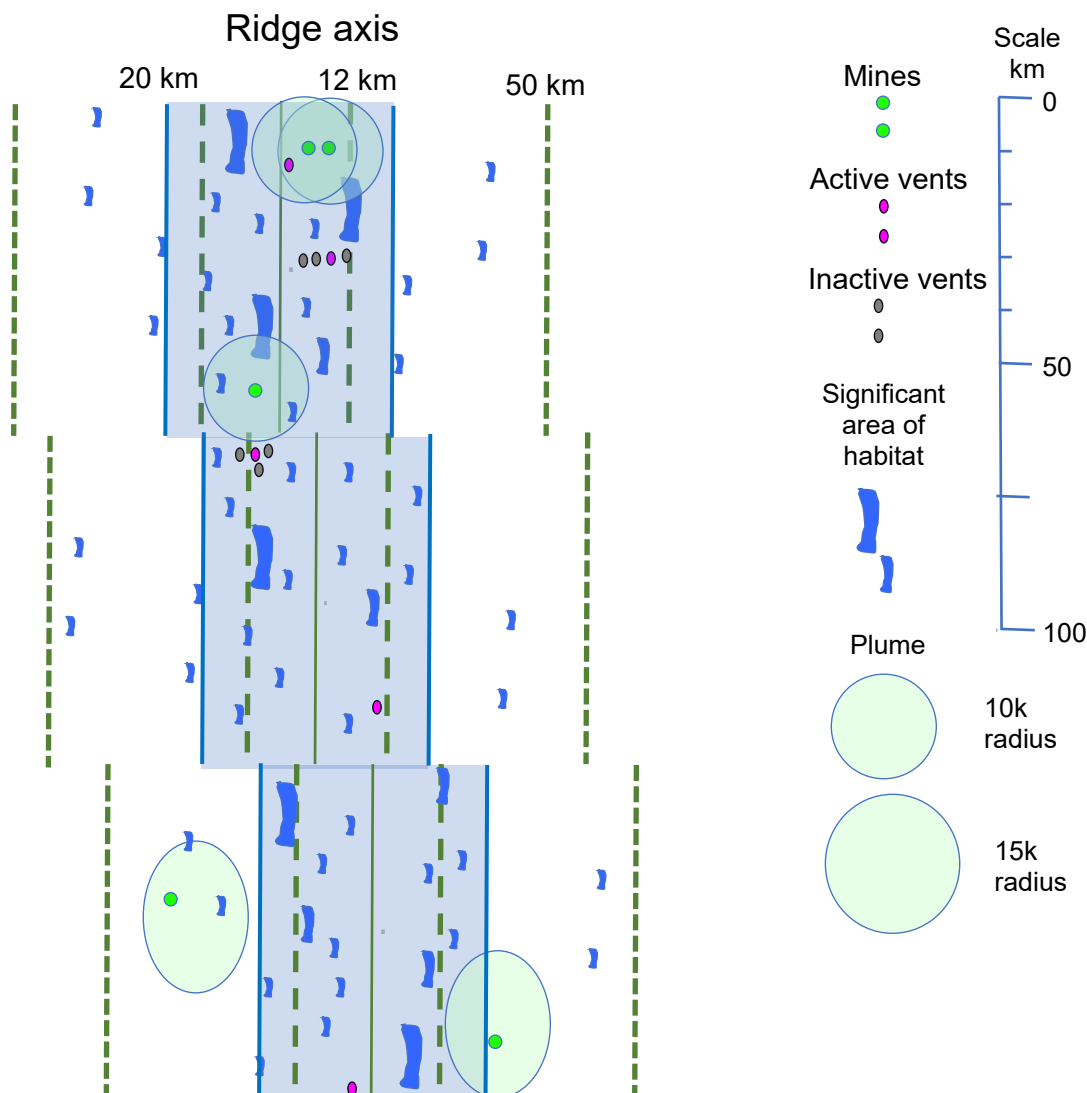 Ridge axis
20 km
12 km
50 km
Scale
km
0
50
100
Mines
Active vents
Inactive vents
Significant
area of
habitat
Plume
10k
radius
15k
radius